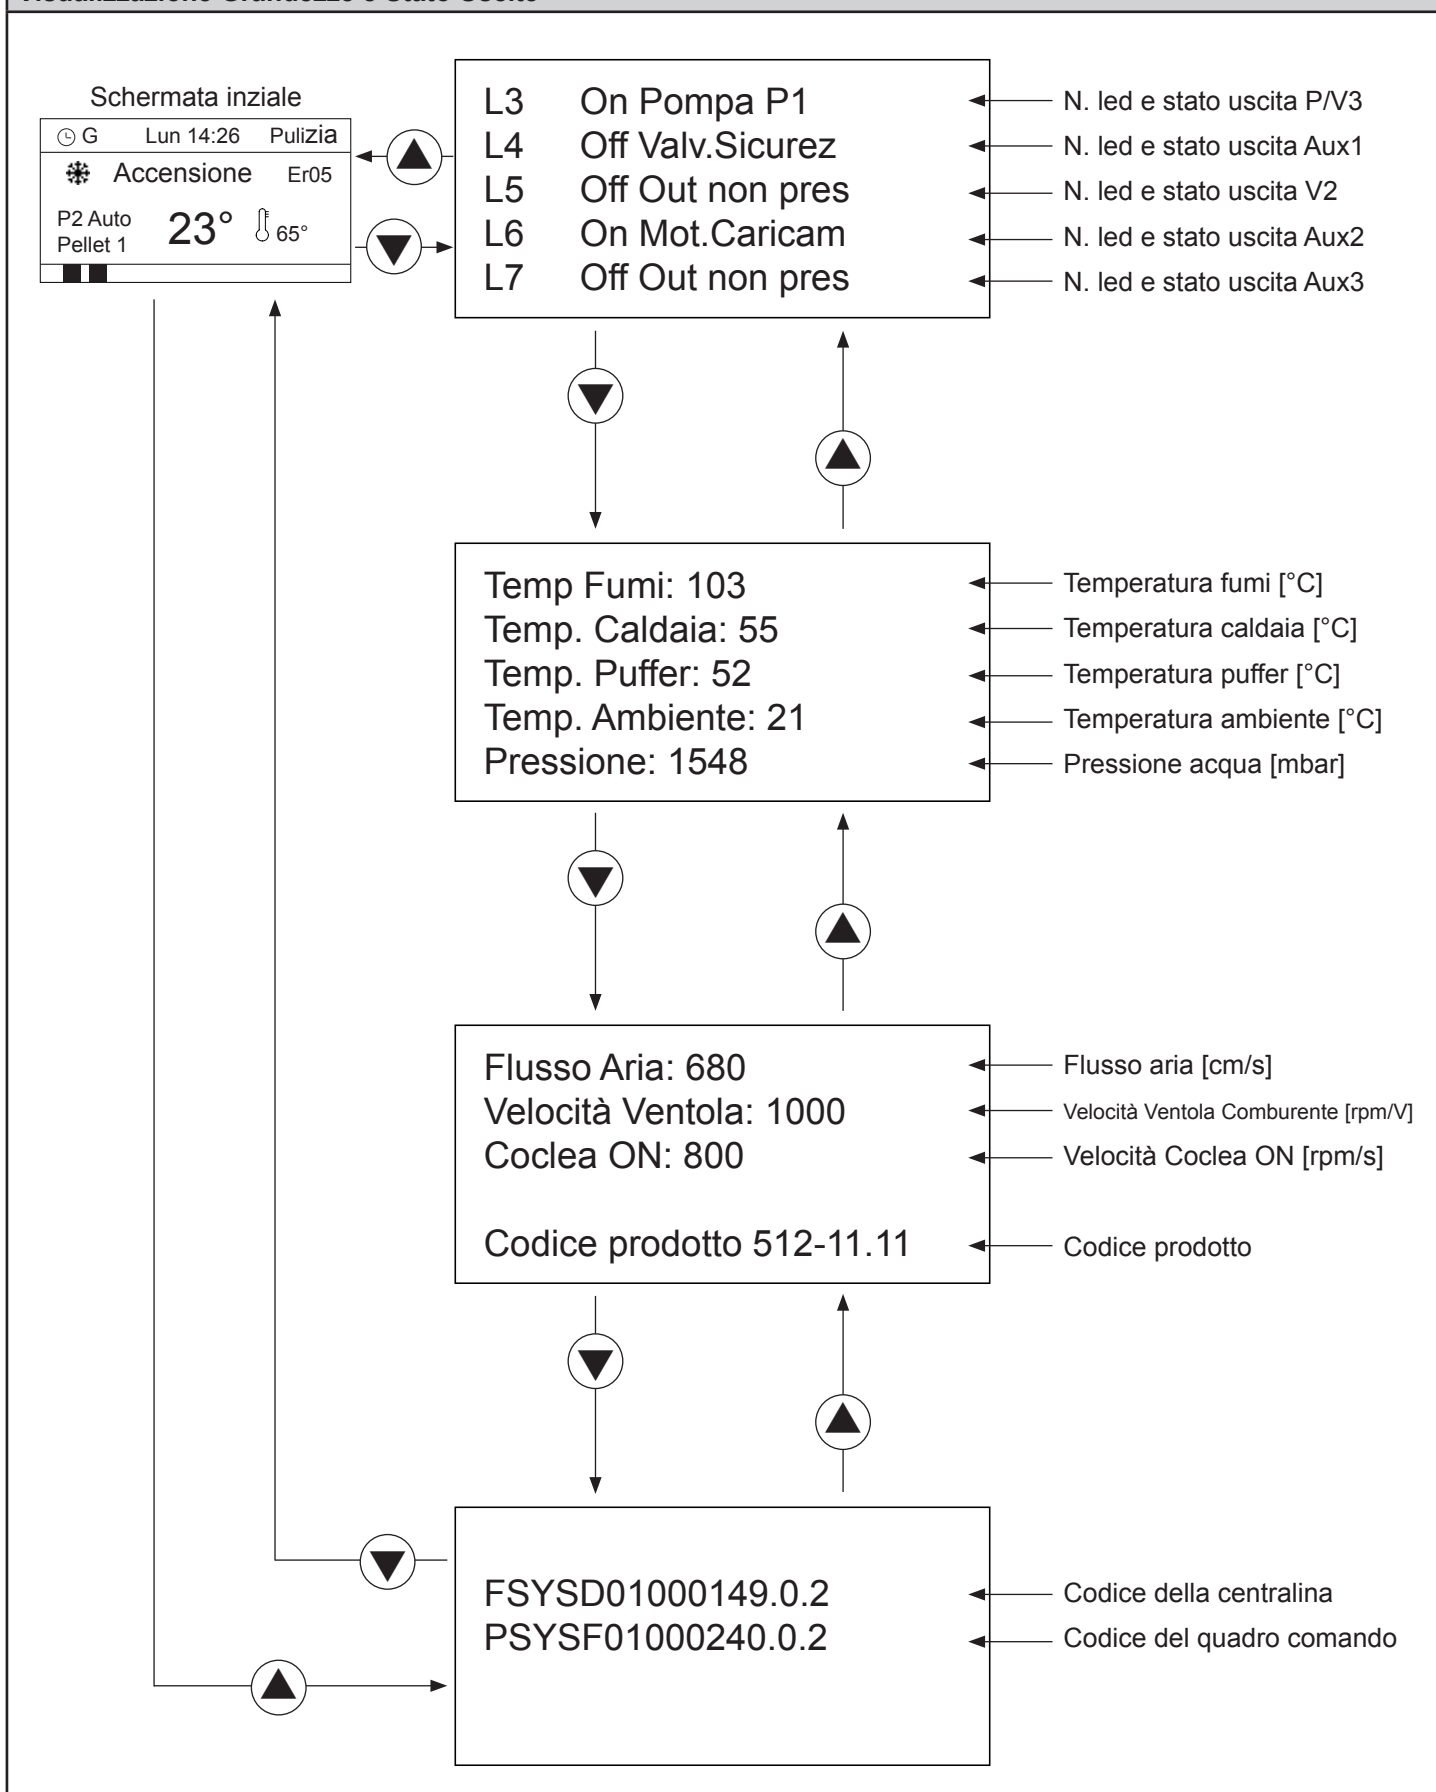 Visualizzazione Grandezze e Stato Uscite
Schermata inziale
G Lun 14:26 Pulizia
Accensione Er05
P2 Auto 23° 65°
Pellet 1
L3 On Pompa P1
N. led e stato uscita P/V3
L4 Off Valv.Sicurez
N. led e stato uscita Aux1
L5 Off Out non pres
N. led e stato uscita V2
L6 On Mot.Caricam
N. led e stato uscita Aux2
L7 Off Out non pres
N. led e stato uscita Aux3
Temp Fumi: 103
Temperatura fumi [°C]
Temp. Caldaia: 55
Temperatura caldaia [°C]
Temp. Puffer: 52
Temperatura puffer [°C]
Temp. Ambiente: 21
Temperatura ambiente [°C]
Pressione: 1548
Pressione acqua [mbar]
Flusso Aria: 680
Flusso aria [cm/s]
Velocità Ventola: 1000
Velocità Ventola Comburente [rpm/V]
Coclea ON: 800
Velocità Coclea ON [rpm/s]
Codice prodotto 512-11.11
Codice prodotto
FSYSD01000149.0.2
Codice della centralina
PSYSF01000240.0.2
Codice del quadro comando